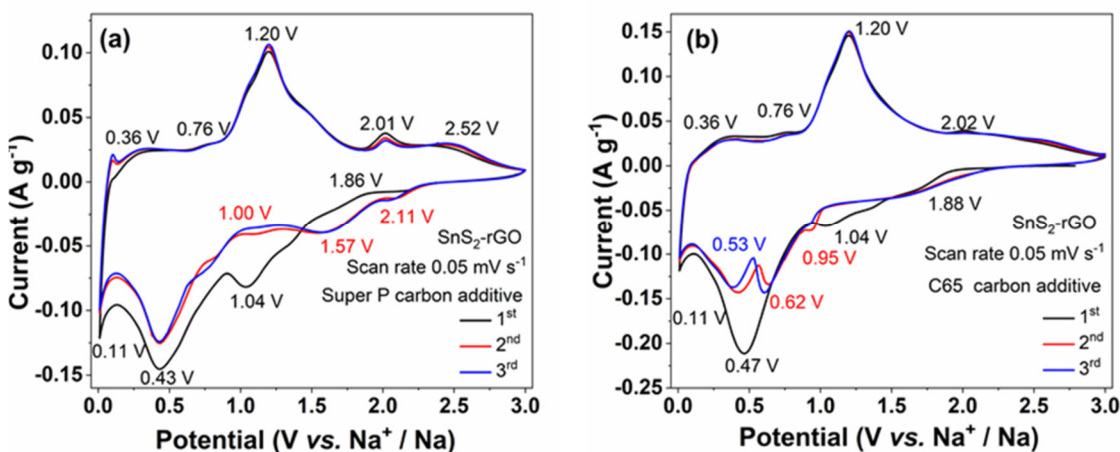 (a)
1.20 V
0.36 V
0.76 V
2.01 V
2.52 V
1.86 V
1.00 V
2.11 V
1.57 V
1.04 V
0.11 V
0.43 V
SnS₂-rGO
Scan rate 0.05 mV s⁻¹
Super P carbon additive
1ˢᵗ
2ⁿᵈ
3ʳᵈ
0.10
0.05
0.00
-0.05
-0.10
-0.15
Current (A g⁻¹)
0.0 0.5 1.0 1.5 2.0 2.5 3.0
Potential (V vs. Na⁺ / Na)
(b)
1.20 V
0.36 V
0.76 V
2.02 V
1.88 V
1.04 V
0.53 V
0.95 V
0.62 V
0.11 V
0.47 V
SnS₂-rGO
Scan rate 0.05 mV s⁻¹
C65 carbon additive
1ˢᵗ
2ⁿᵈ
3ʳᵈ
0.15
0.10
0.05
0.00
-0.05
-0.10
-0.15
-0.20
-0.25
Current (A g⁻¹)
0.0 0.5 1.0 1.5 2.0 2.5 3.0
Potential (V vs. Na⁺ / Na)